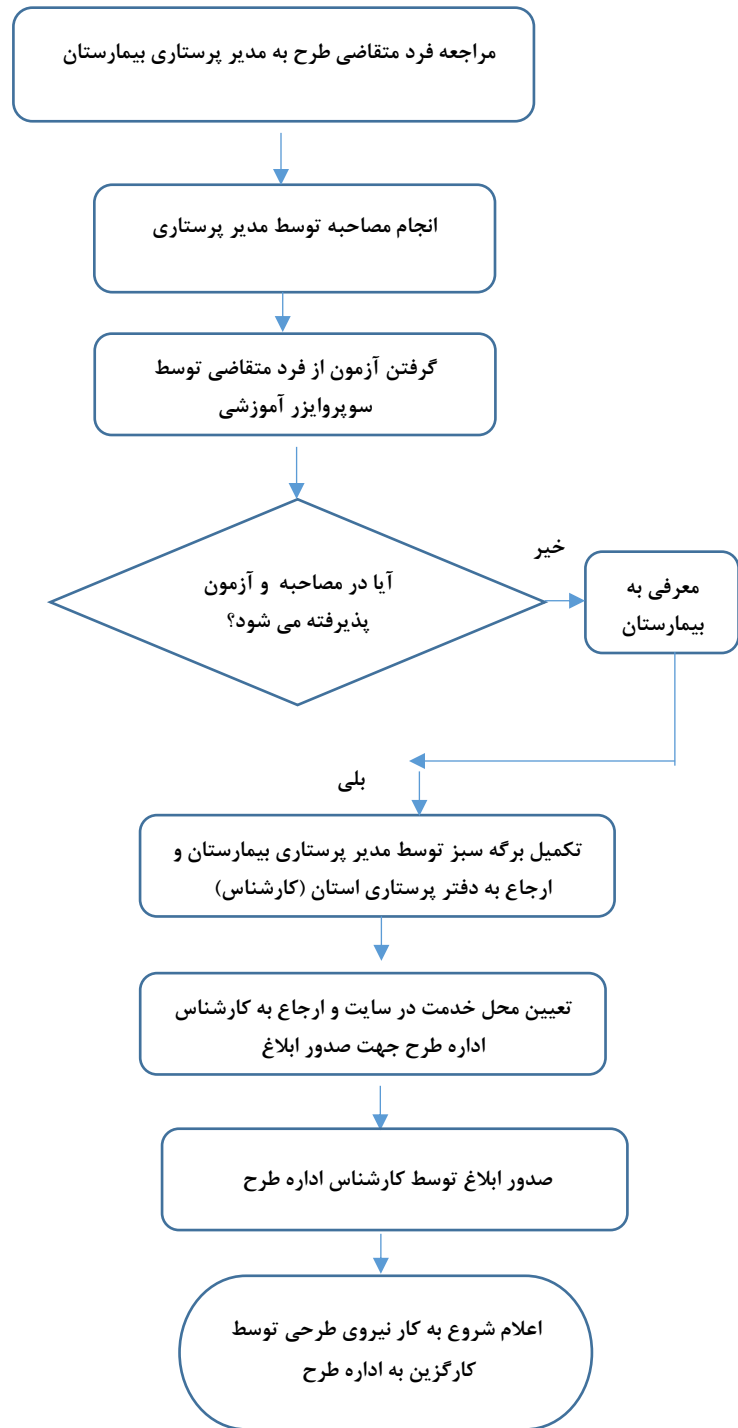 مراجعه فرد متقاضی طرح به مدیر پرستاری بیمارستان
انجام مصاحبه توسط مدیر پرستاری
گرفتن آزمون از فرد متقاضی توسط
سوپروایزر آموزشی
آیا در مصاحبه و آزمون
پذیرفته می شود؟
خیر
معرفی به
بیمارستان
بلی
تکمیل برگه سبز توسط مدیر پرستاری بیمارستان و
ارجاع به دفتر پرستاری استان (کارشناس)
تعیین محل خدمت در سایت و ارجاع به کارشناس
اداره طرح جهت صدور ابلاغ
صدور ابلاغ توسط کارشناس اداره طرح
اعلام شروع به کار نیروی طرحی توسط
کارگزین به اداره طرح